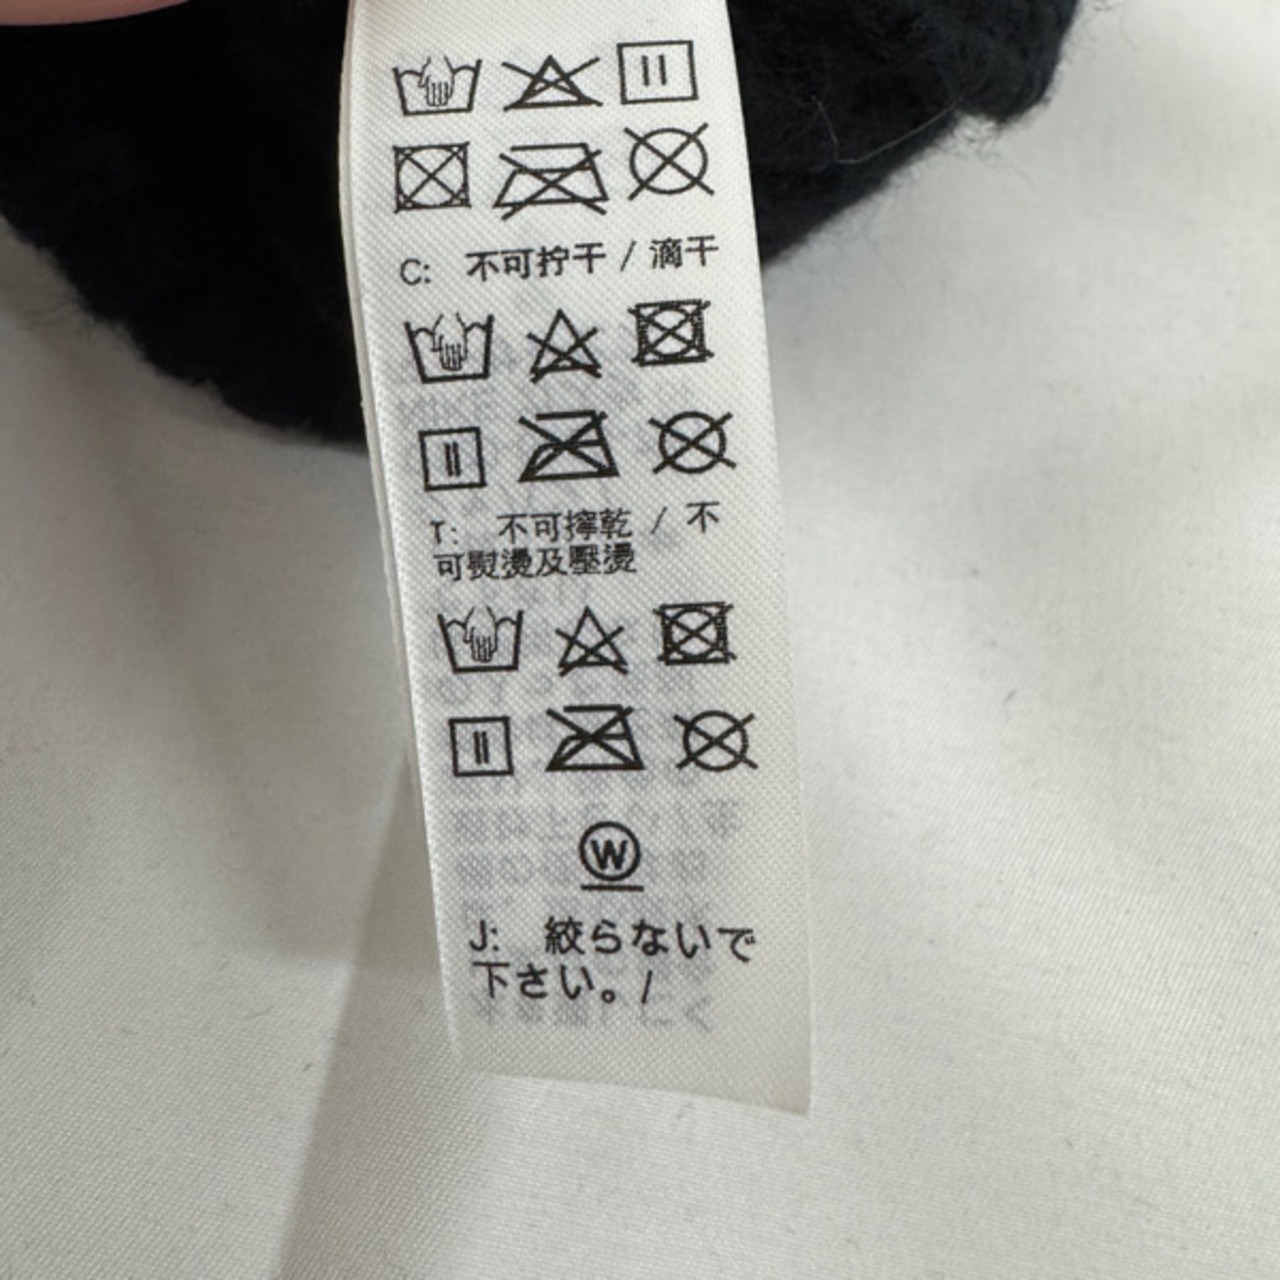 C: 不可拧干 / 滴干
T: 不可擰乾 / 不
可熨燙及壓燙
W
J: 絞らないで
下さい。/